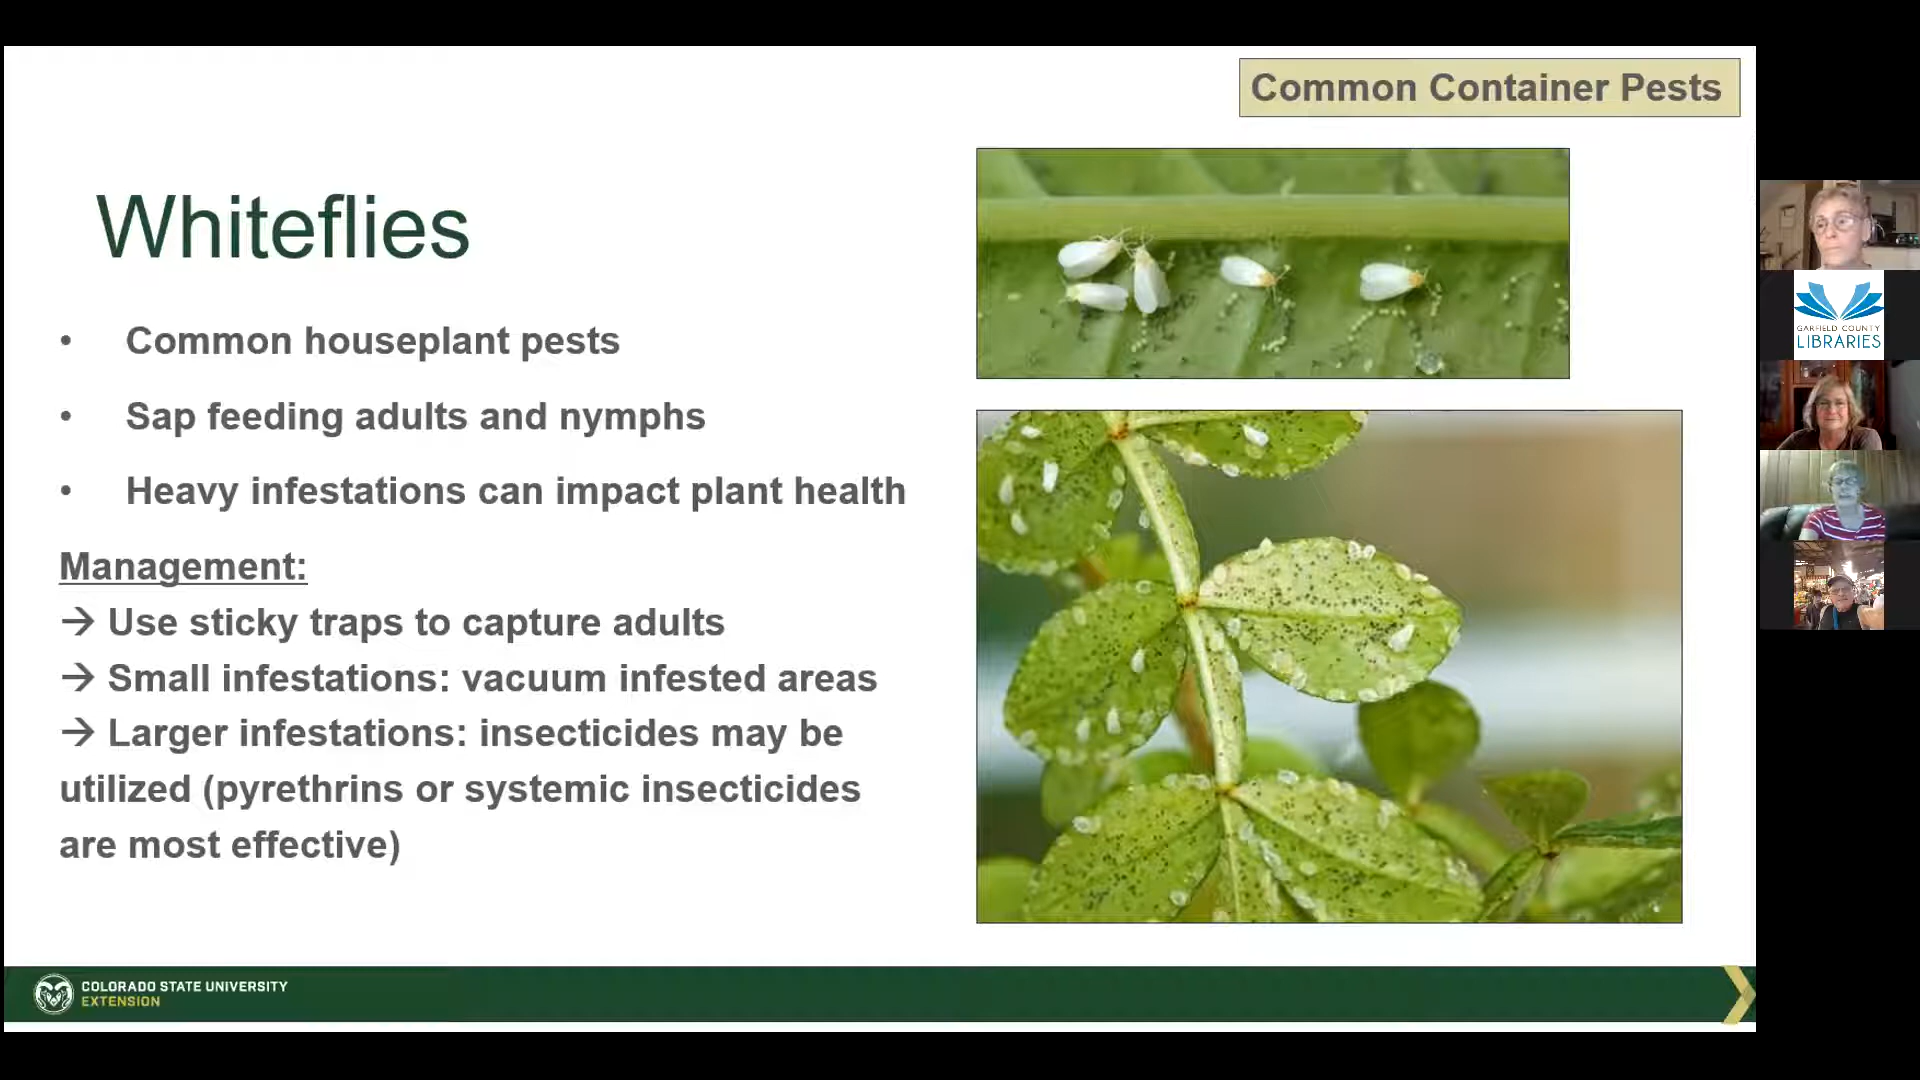 Common Container Pests
Whiteflies
• Common houseplant pests
• Sap feeding adults and nymphs
• Heavy infestations can impact plant health
Management:
→ Use sticky traps to capture adults
→ Small infestations: vacuum infested areas
→ Larger infestations: insecticides may be
utilized (pyrethrins or systemic insecticides
are most effective)
GARFIELD COUNTY
LIBRARIES
COLORADO STATE UNIVERSITY
EXTENSION